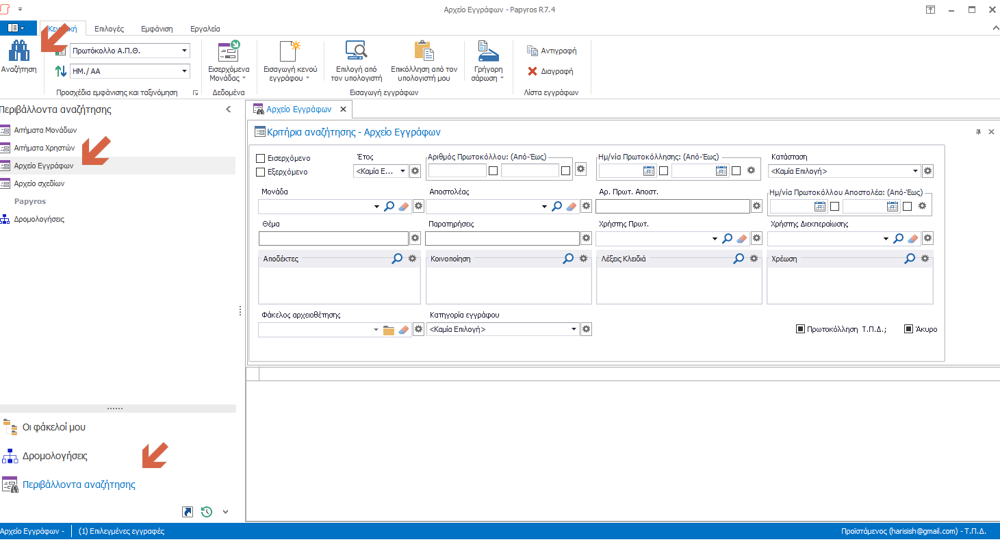 Αρχείο Εγγράφων - Papyros R7.4
Κεντρική Επιλογές Εμφάνιση Εργαλεία
Αναζήτηση
Πρωτόκολλο Α.Π.Θ.
ΗΜ./ ΑΑ
Προσχέδια εμφάνισης και ταξινόμηση
Εισερχόμενα
Μονάδας
Δεδομένα
Εισαγωγή κενού
εγγράφου
Επιλογή από
τον υπολογιστή
Επικόλληση από τον
υπολογιστή μου
Γρήγορη
σάρωση
Εισαγωγή εγγράφων
Αντιγραφή
Διαγραφή
Λίστα εγγράφων
Περιβάλλοντα αναζήτησης
Αιτήματα Μονάδων
Αιτήματα Χρηστών
Αρχείο Εγγράφων
Αρχείο σχεδίων
Papyros
Δρομολογήσεις
Αρχείο Εγγράφων
Κριτήρια αναζήτησης - Αρχείο Εγγράφων
Εισερχόμενο
Εξερχόμενο
Έτος
<Καμία Ε...
Αριθμός Πρωτοκόλλου: (Από-Έως)
Ημ/νία Πρωτοκόλλησης: (Από-Έως)
Κατάσταση
<Καμία Επιλογή>
Μονάδα
Αποστολέας
Αρ. Πρωτ. Αποστ.
Ημ/νία Πρωτοκόλλου Αποστολέα: (Από-Έως)
Θέμα
Παρατηρήσεις
Χρήστης Πρωτ.
Χρήστης Διεκπεραίωσης
Αποδέκτες
Κοινοποίηση
Λέξεις Κλειδιά
Χρέωση
Φάκελος αρχειοθέτησης
Κατηγορία εγγράφου
<Καμία Επιλογή>
Πρωτοκόλληση Τ.Π.Δ.;
Άκυρο
Οι φάκελοί μου
Δρομολογήσεις
Περιβάλλοντα αναζήτησης
Αρχείο Εγγράφων -
(1) Επιλεγμένες εγγραφές
Προϊστάμενος (harisish@gmail.com) - Τ.Π.Δ.